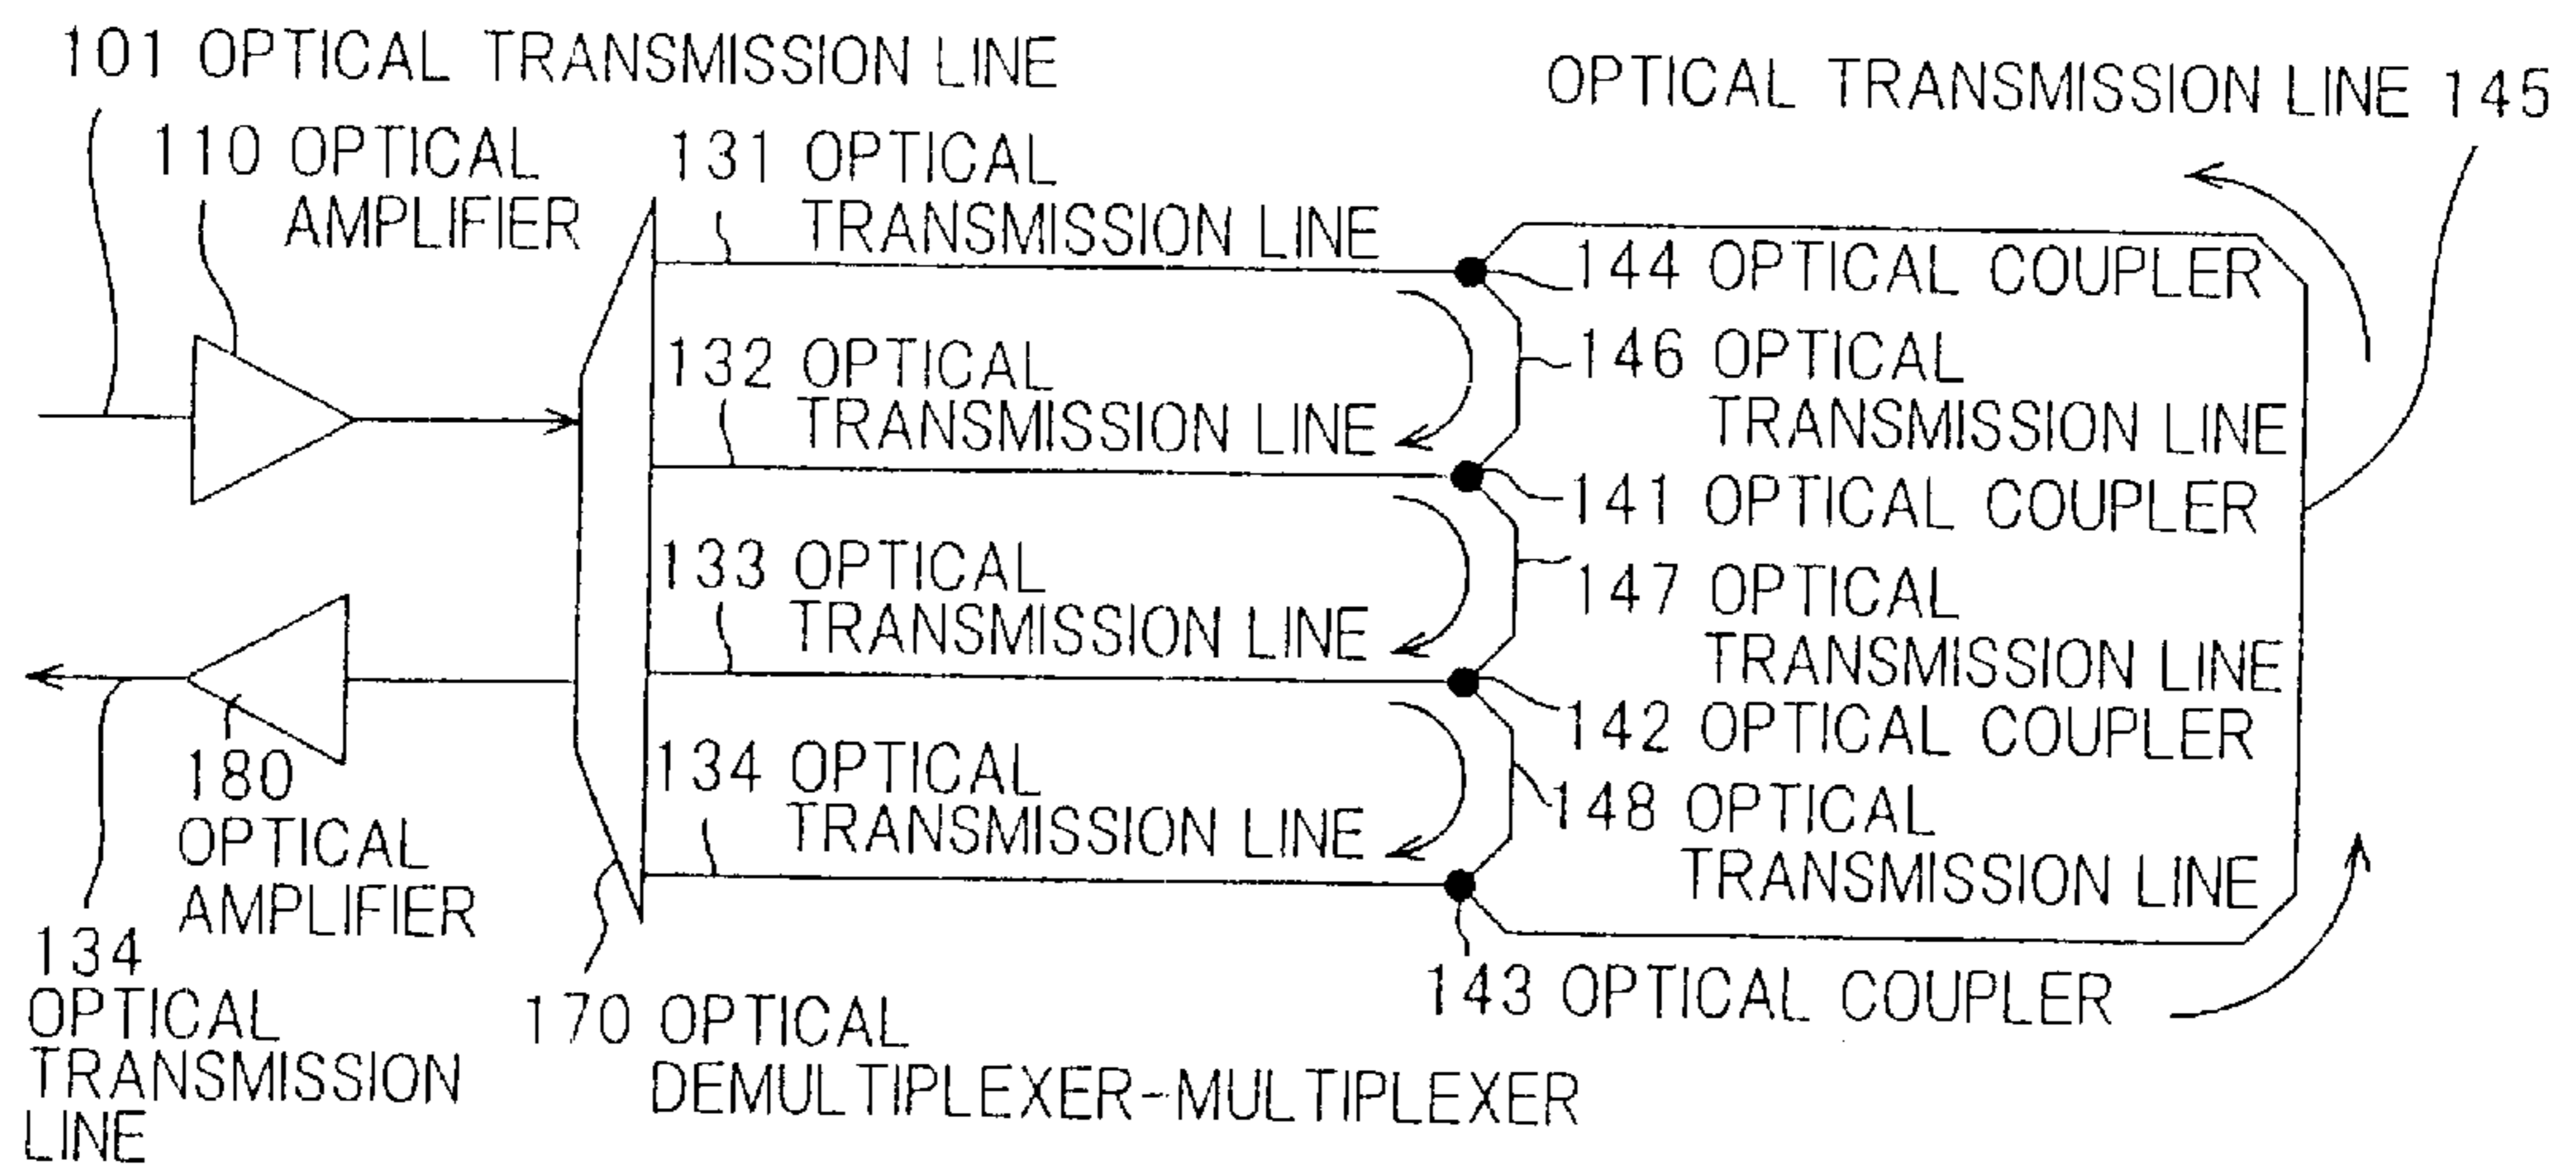 101 OPTICAL TRANSMISSION LINE
OPTICAL TRANSMISSION LINE 145
110 OPTICAL
AMPLIFIER
131 OPTICAL
TRANSMISSION LINE
144 OPTICAL COUPLER
132 OPTICAL
TRANSMISSION LINE
146 OPTICAL
TRANSMISSION LINE
141 OPTICAL COUPLER
133 OPTICAL
TRANSMISSION LINE
147 OPTICAL
TRANSMISSION LINE
142 OPTICAL COUPLER
134 OPTICAL
TRANSMISSION LINE
148 OPTICAL
TRANSMISSION LINE
180
OPTICAL
AMPLIFIER
134
OPTICAL
TRANSMISSION
LINE
170 OPTICAL
DEMULTIPLEXER-MULTIPLEXER
143 OPTICAL COUPLER